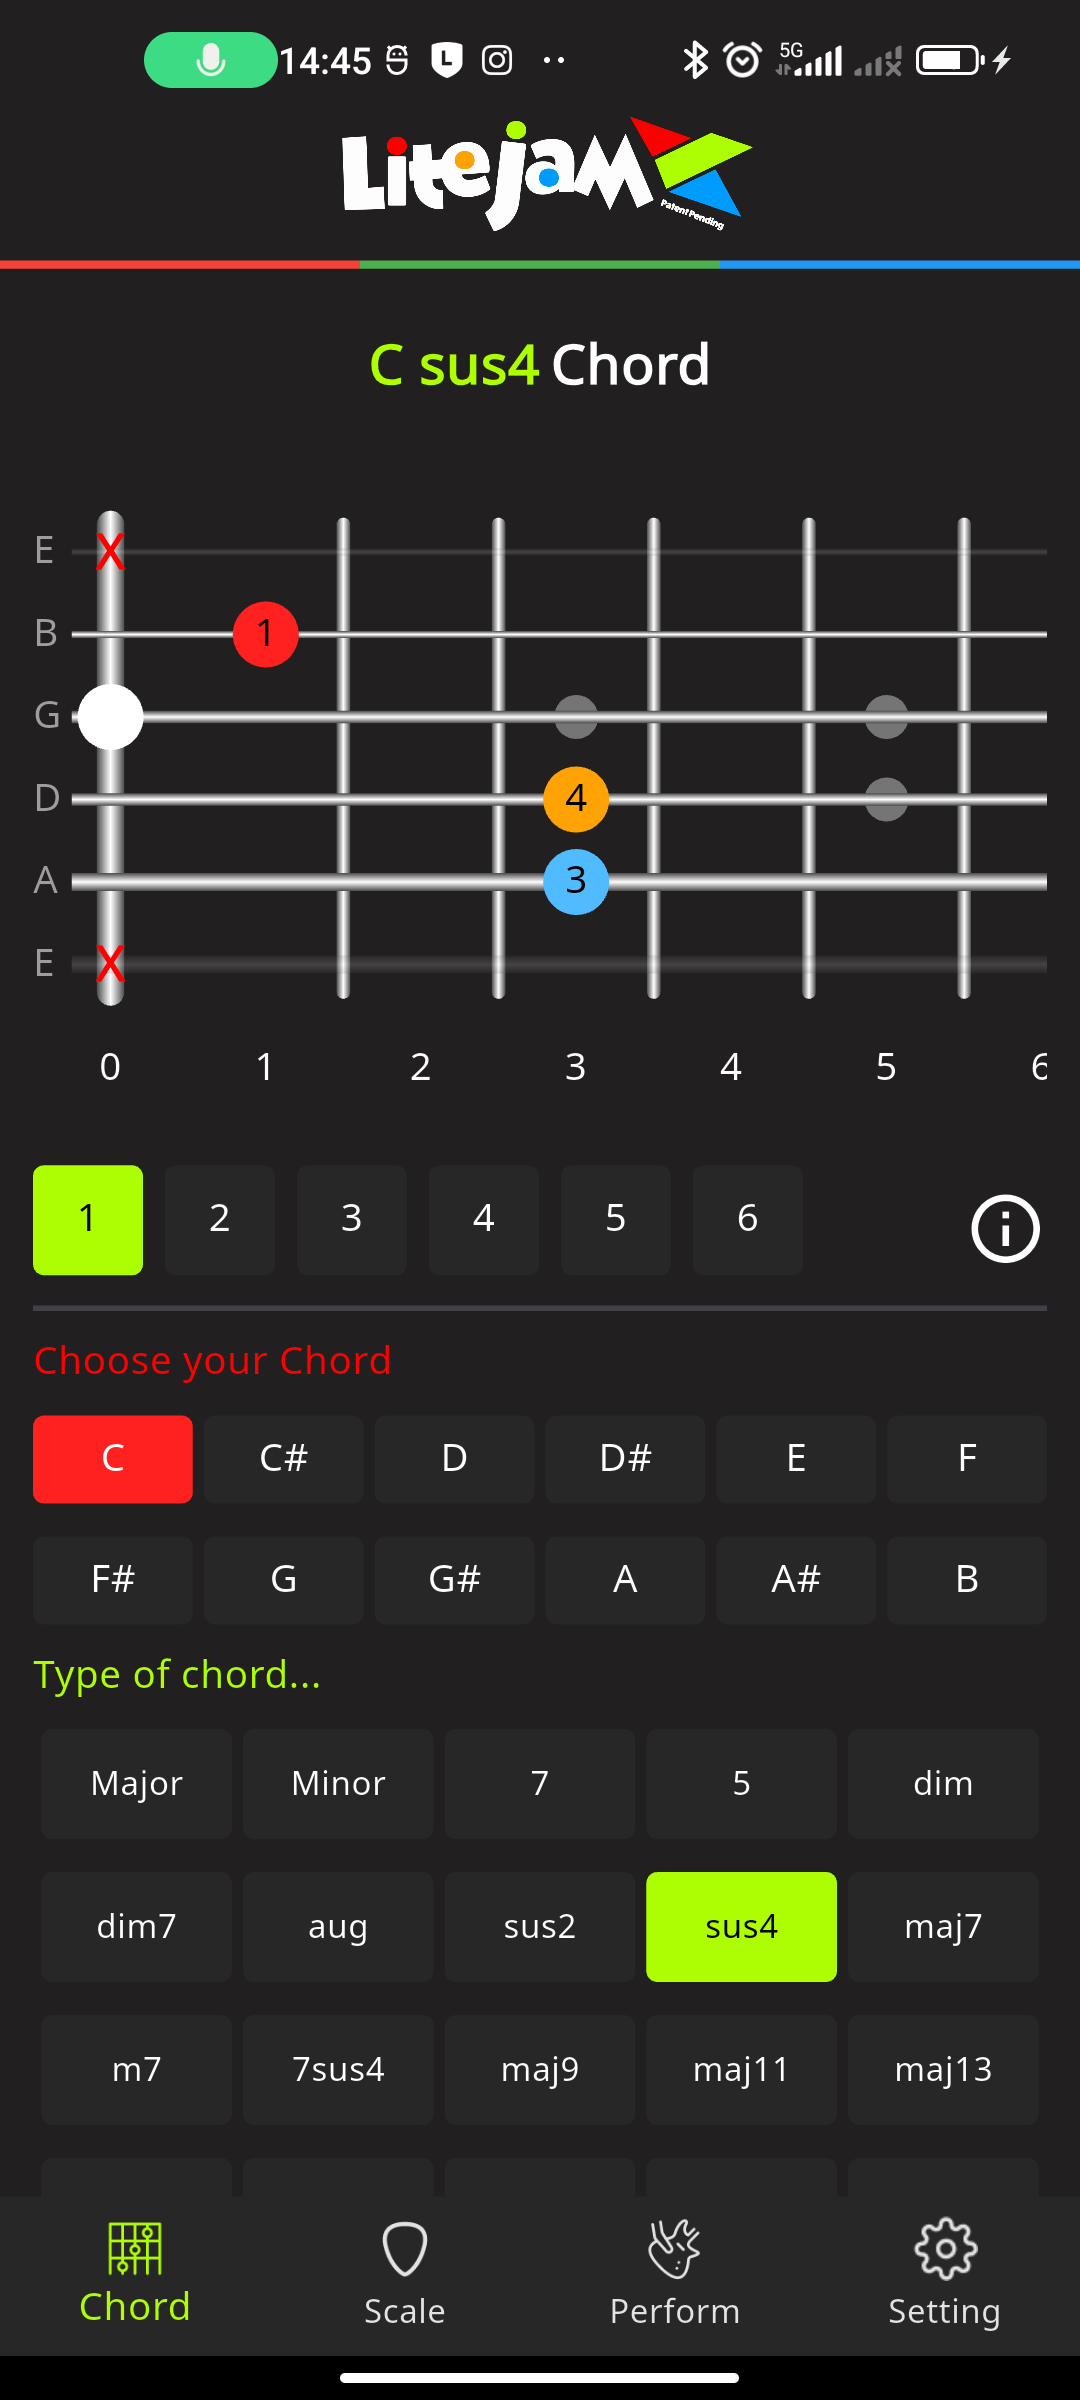 14:45 5G
Litejam
Patent Pending
C sus4 Chord
E X
B 1
G
D 4
A 3
E X
0 1 2 3 4 5 6
1 2 3 4 5 6
Choose your Chord
C C# D D# E F
F# G G# A A# B
Type of chord...
Major Minor 7 5 dim
dim7 aug sus2 sus4 maj7
m7 7sus4 maj9 maj11 maj13
Chord Scale Perform Setting